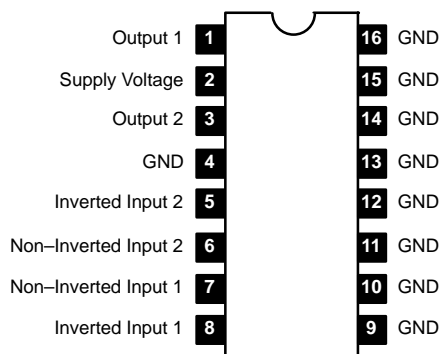 Output 1 1 16 GND
Supply Voltage 2 15 GND
Output 2 3 14 GND
GND 4 13 GND
Inverted Input 2 5 12 GND
Non–Inverted Input 2 6 11 GND
Non–Inverted Input 1 7 10 GND
Inverted Input 1 8 9 GND